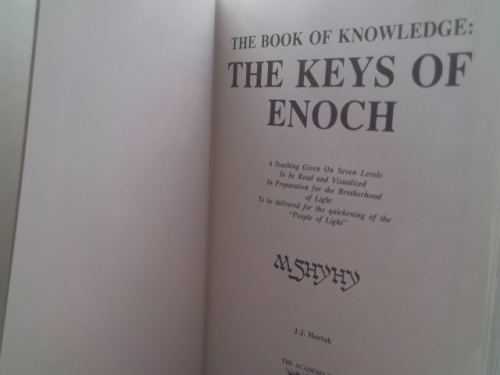 THE BOOK OF KNOWLEDGE:
THE KEYS OF
ENOCH
A Teaching Given On Seven Levels
To be Read and Visualized
In Preparation for the Brotherhood
of Light
To be delivered for the quickening of the
"People of Light"
MSHYHY
J.J. Hurtak
THE ACADEMY